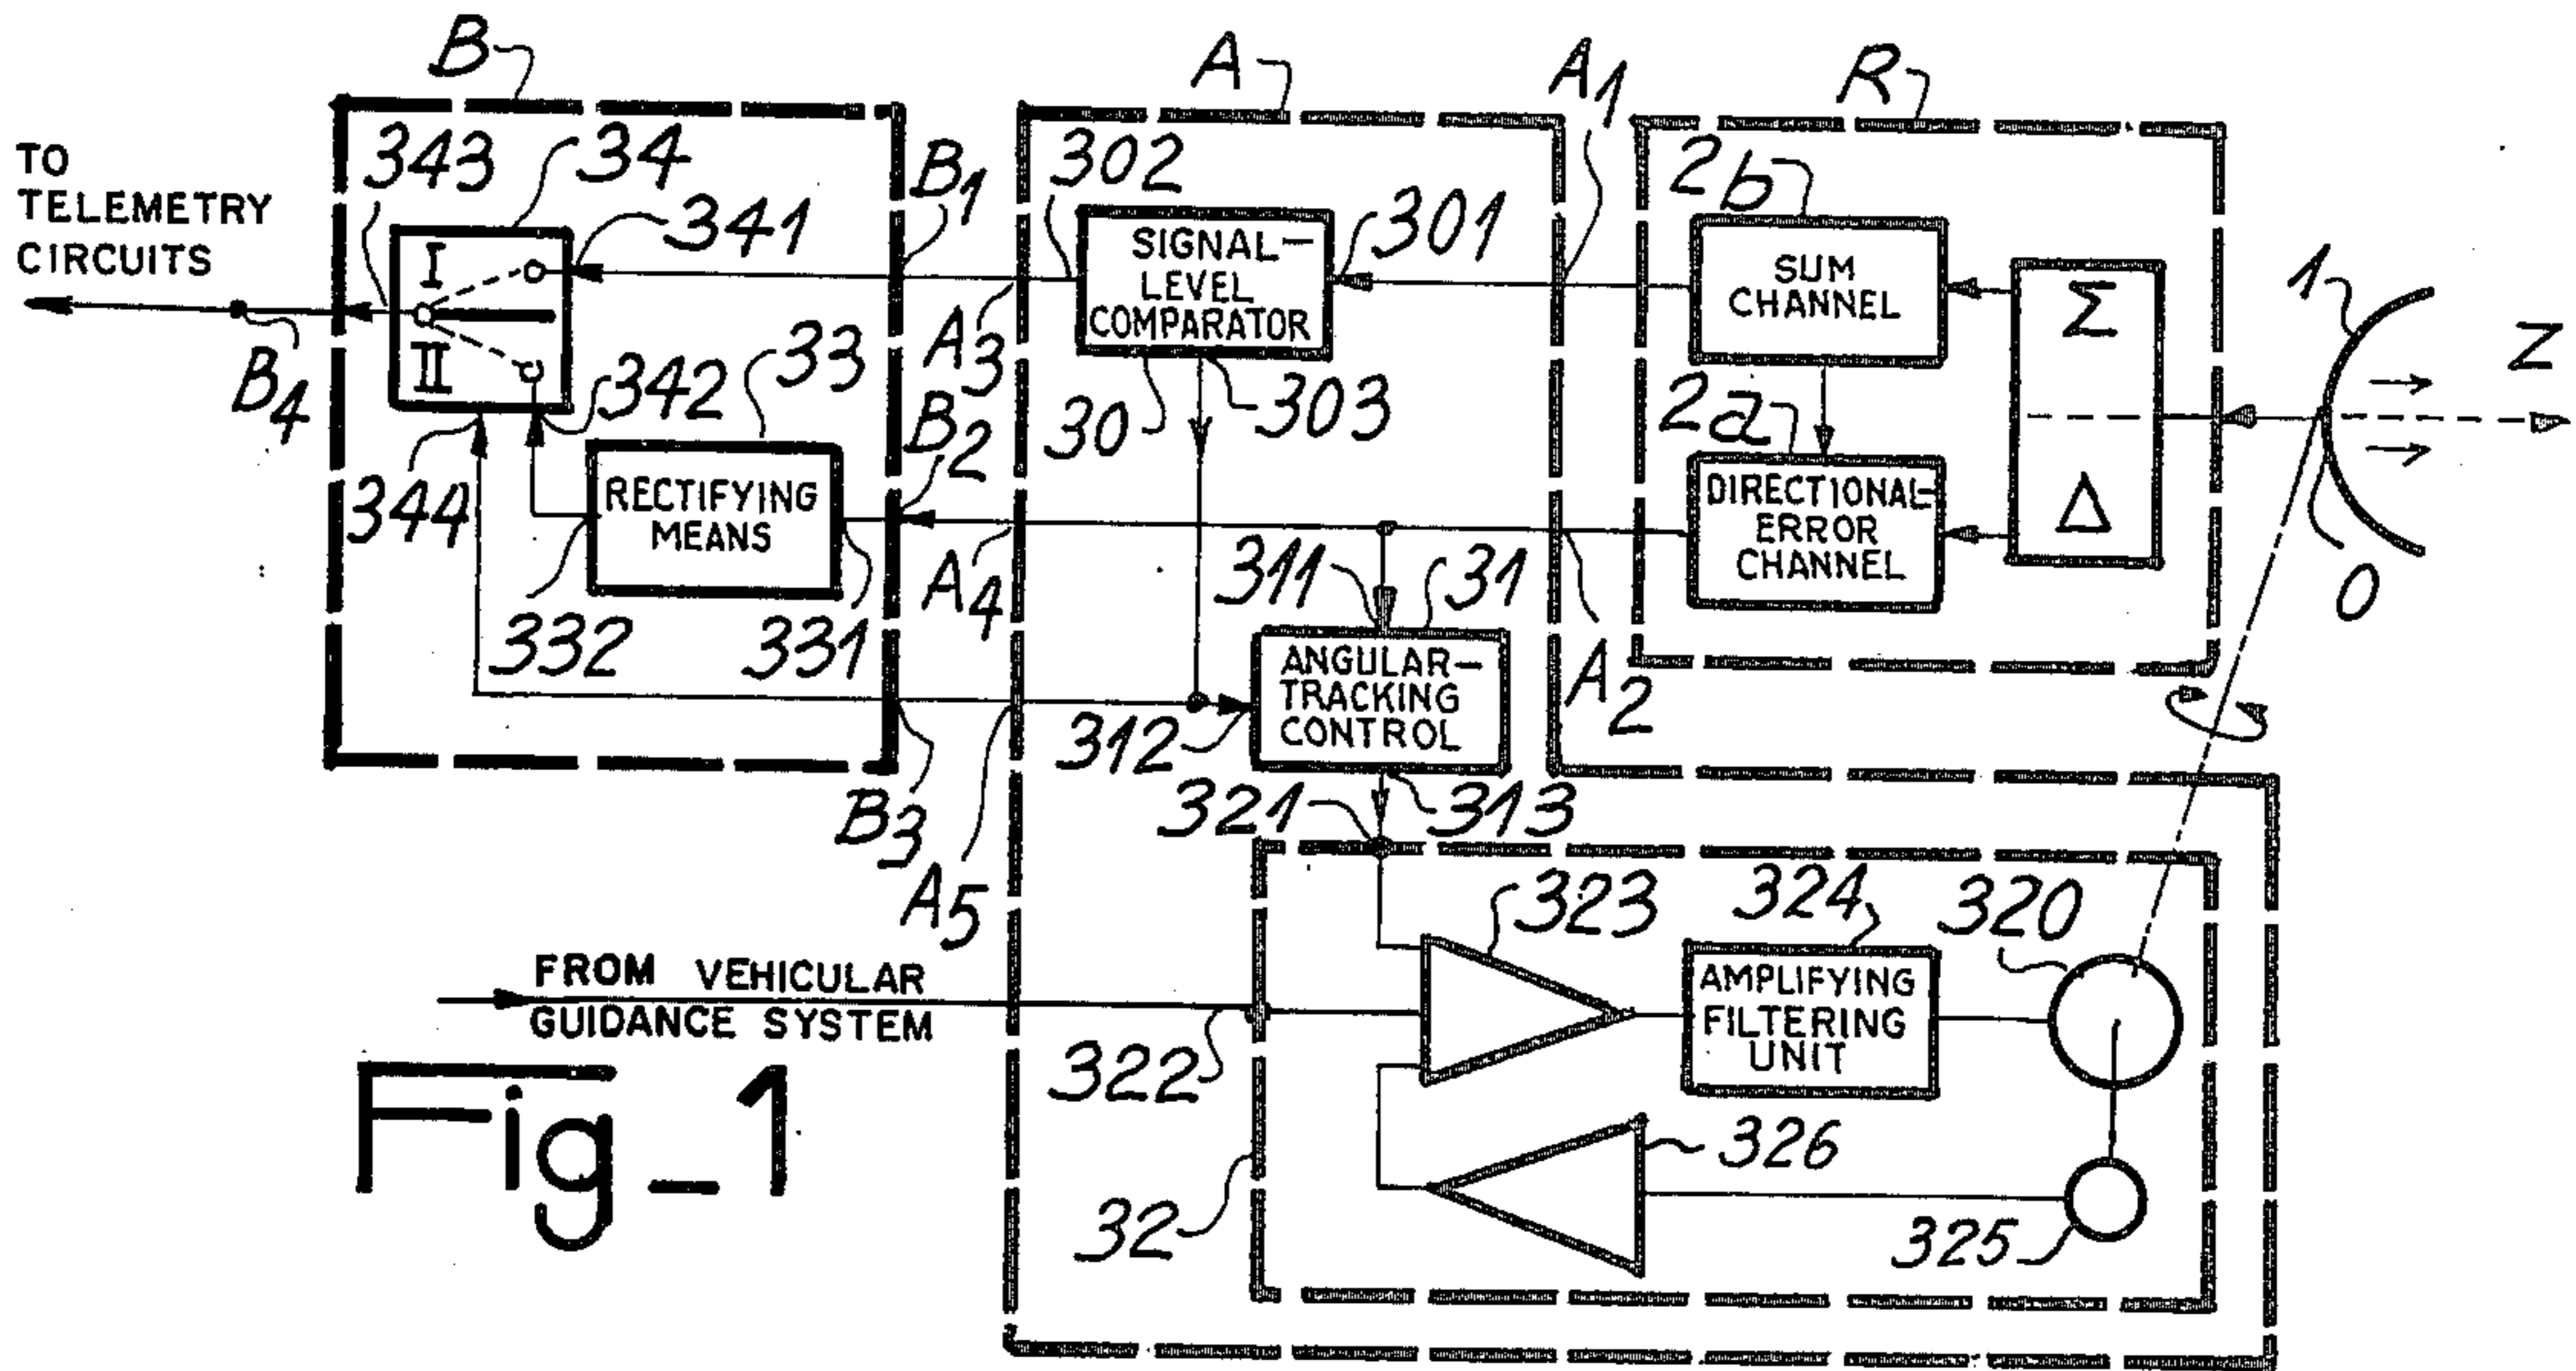 B
A
A1
R
TO
TELEMETRY
CIRCUITS
343
34
341
B1
302
301
2b
SIGNAL-
LEVEL
COMPARATOR
SUM
CHANNEL
Σ
Δ
1
Z
O
I
II
B4
33
342
344
A3
B2
30
303
2a
RECTIFYING
MEANS
332
331
A4
311
31
DIRECTIONAL-
ERROR
CHANNEL
A2
ANGULAR-
TRACKING
CONTROL
312
B3
A5
321
313
FROM VEHICULAR
GUIDANCE SYSTEM
322
323
324
320
AMPLIFYING
FILTERING
UNIT
326
325
32
Fig_1